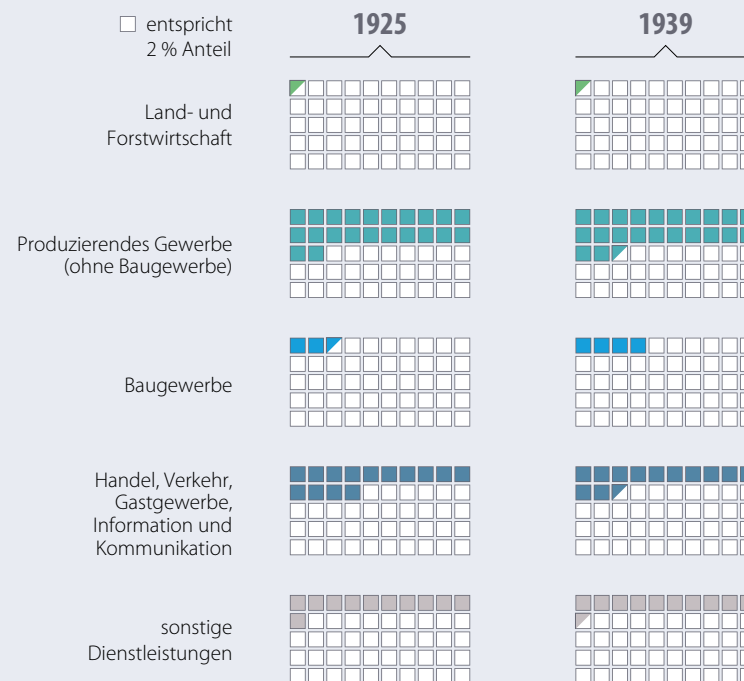 entspricht
2 % Anteil
1925
1939
Land- und
Forstwirtschaft
Produzierendes Gewerbe
(ohne Baugewerbe)
Baugewerbe
Handel, Verkehr,
Gastgewerbe,
Information und
Kommunikation
sonstige
Dienstleistungen